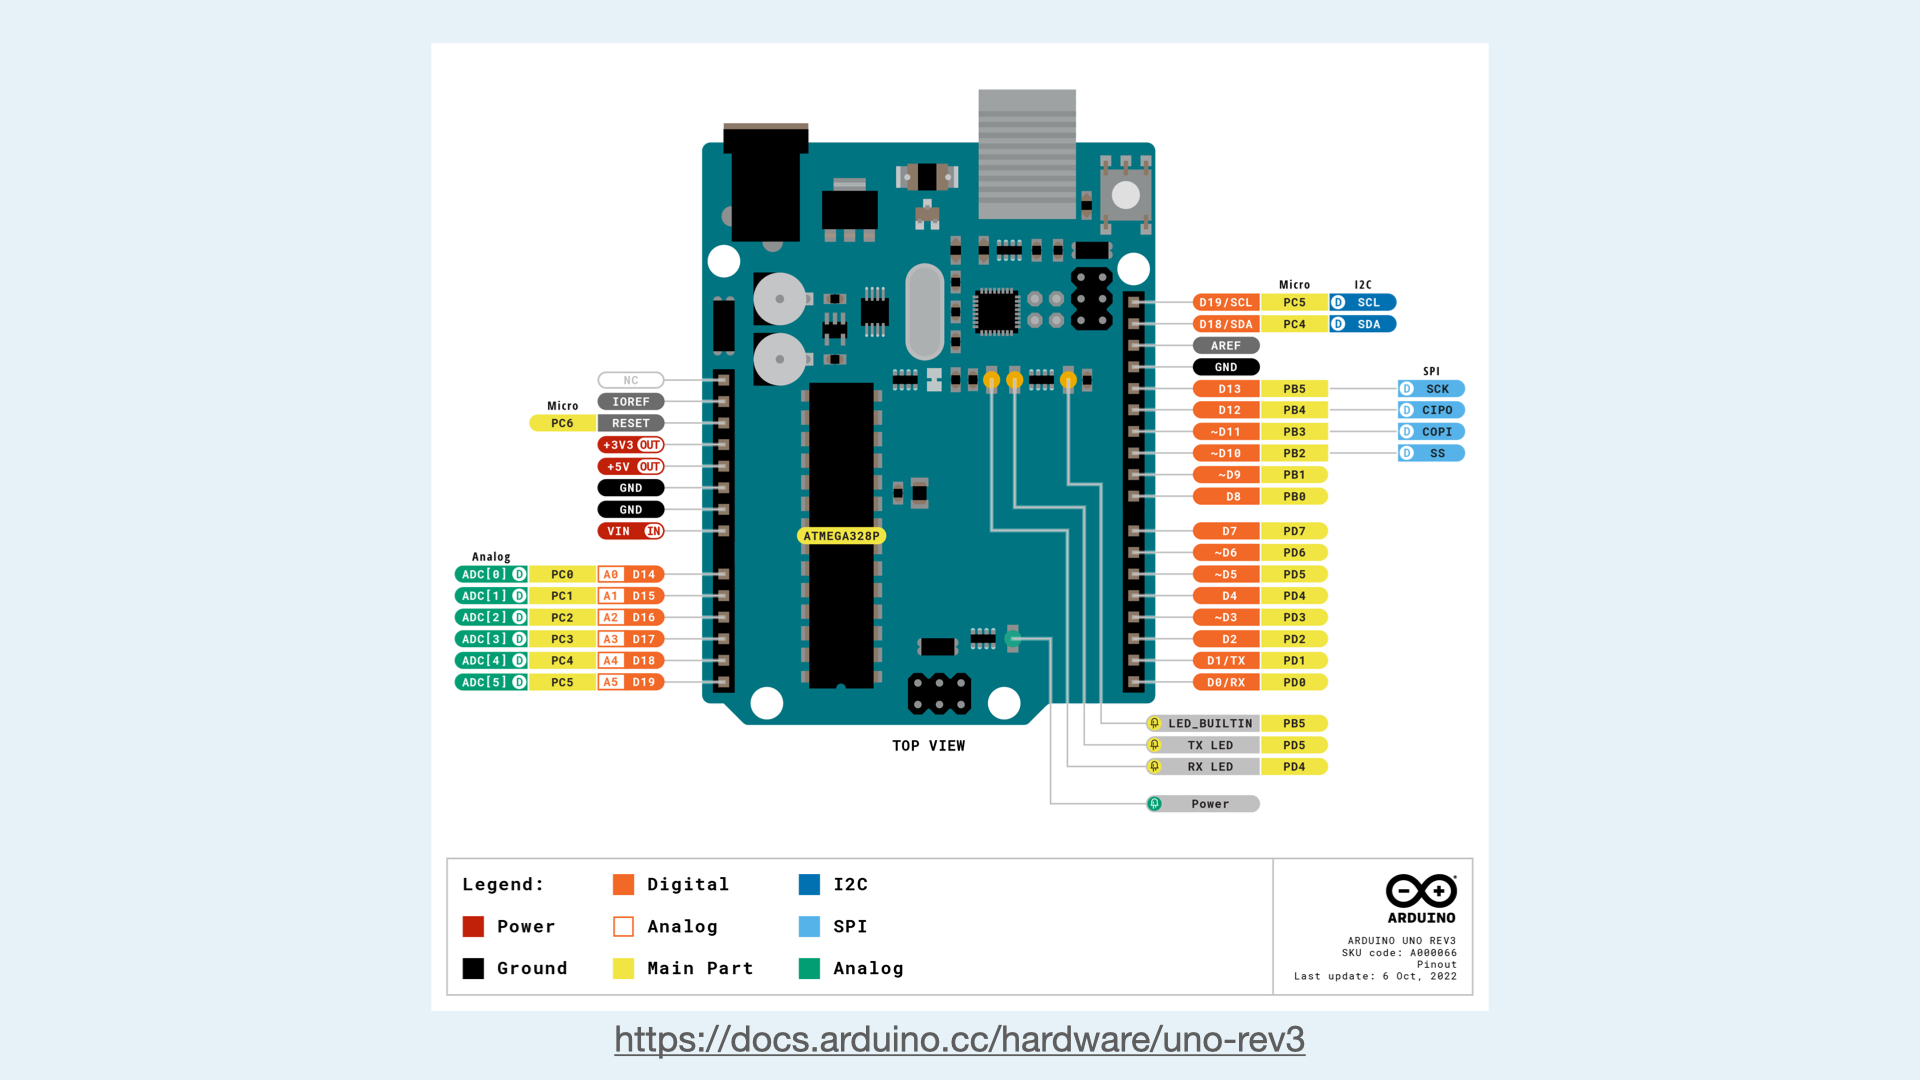 Micro I2C
D19/SCL PC5 D SCL
D18/SDA PC4 D SDA
AREF
GND
SPI
D13 PB5 D SCK
D12 PB4 D CIPO
~D11 PB3 D COPI
~D10 PB2 D SS
~D9 PB1
D8 PB0
D7 PD7
~D6 PD6
~D5 PD5
D4 PD4
~D3 PD3
D2 PD2
D1/TX PD1
D0/RX PD0
LED_BUILTIN PB5
TX LED PD5
RX LED PD4
Power
NC
IOREF
Micro
PC6 RESET
+3V3 OUT
+5V OUT
GND
GND
VIN IN
Analog
ADC[0] D PC0 A0 D14
ADC[1] D PC1 A1 D15
ADC[2] D PC2 A2 D16
ADC[3] D PC3 A3 D17
ADC[4] D PC4 A4 D18
ADC[5] D PC5 A5 D19
ATMEGA328P
TOP VIEW
Legend:
Power
Ground
Digital
Analog
Main Part
I2C
SPI
Analog
ARDUINO
ARDUINO UNO REV3
SKU code: A000066
Pinout
Last update: 6 Oct, 2022
https://docs.arduino.cc/hardware/uno-rev3